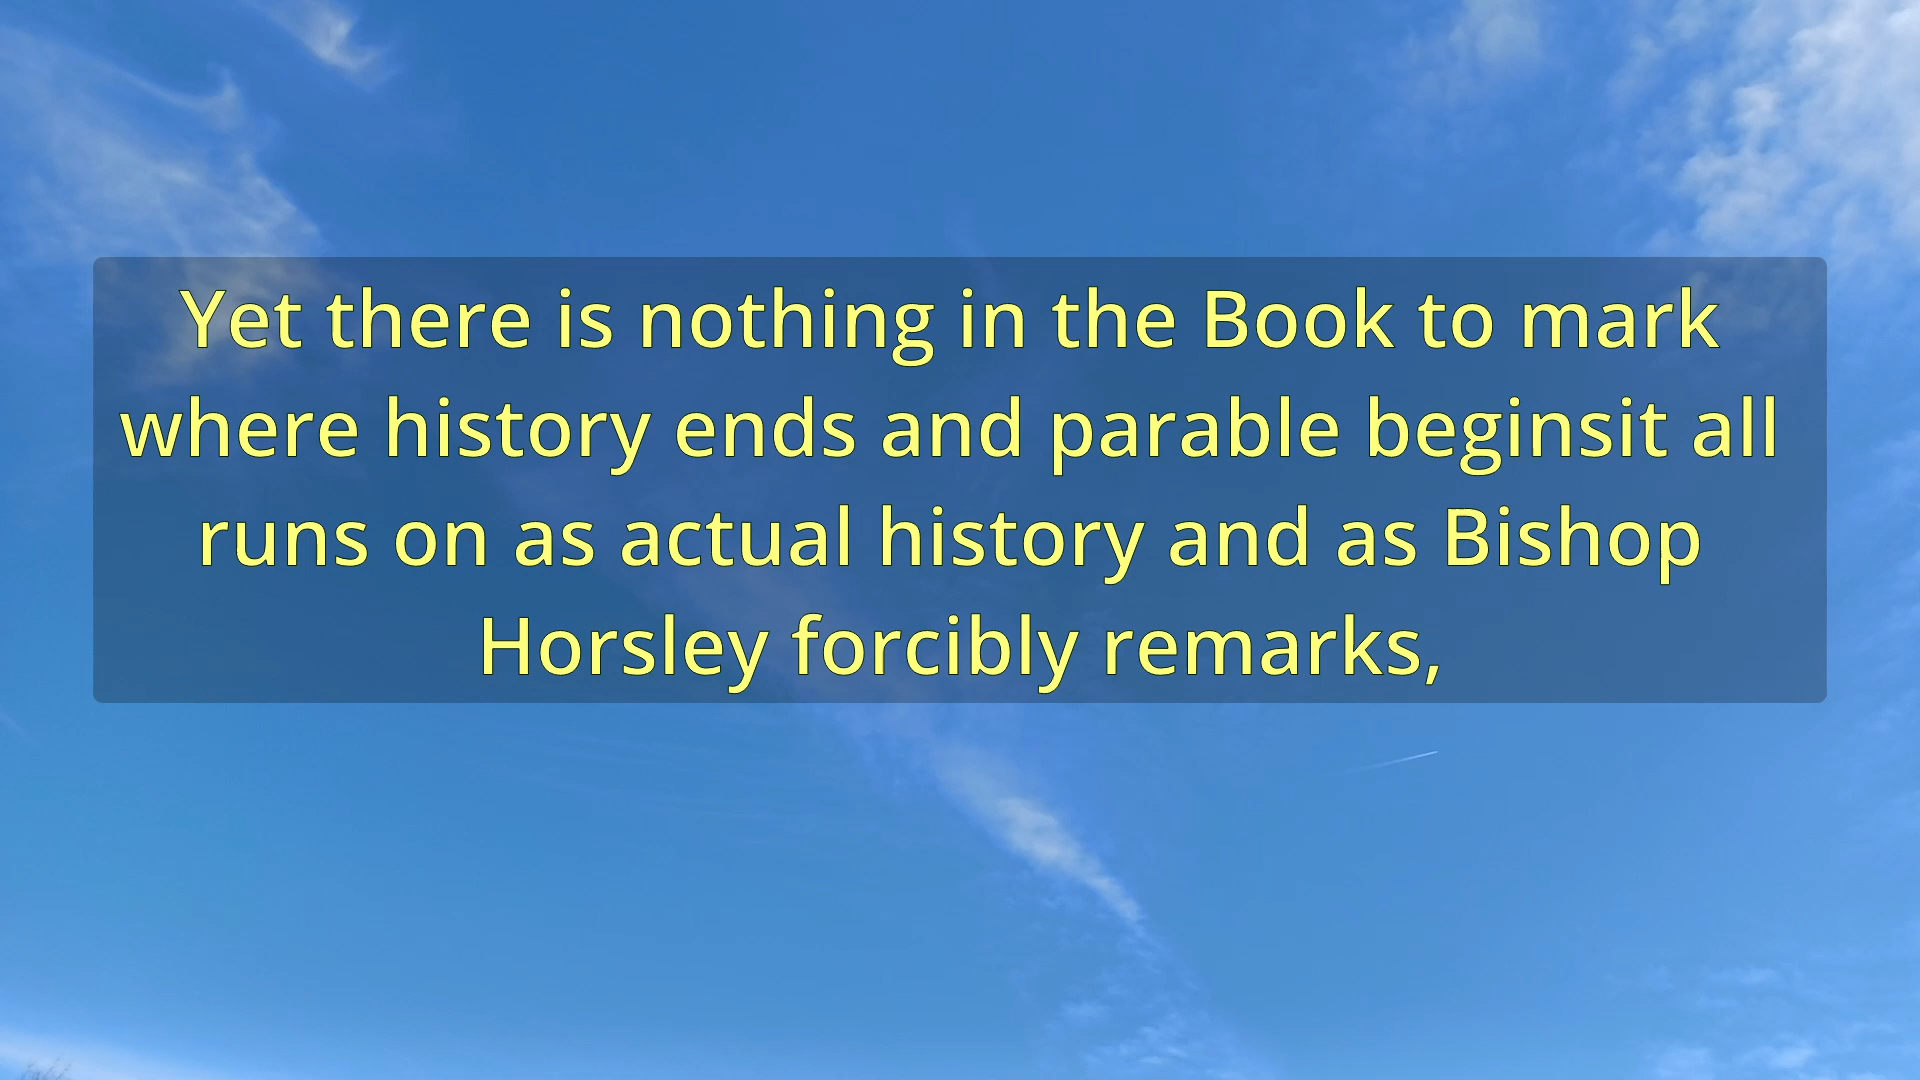 Yet there is nothing in the Book to mark
where history ends and parable beginsit all
runs on as actual history and as Bishop
Horsley forcibly remarks,